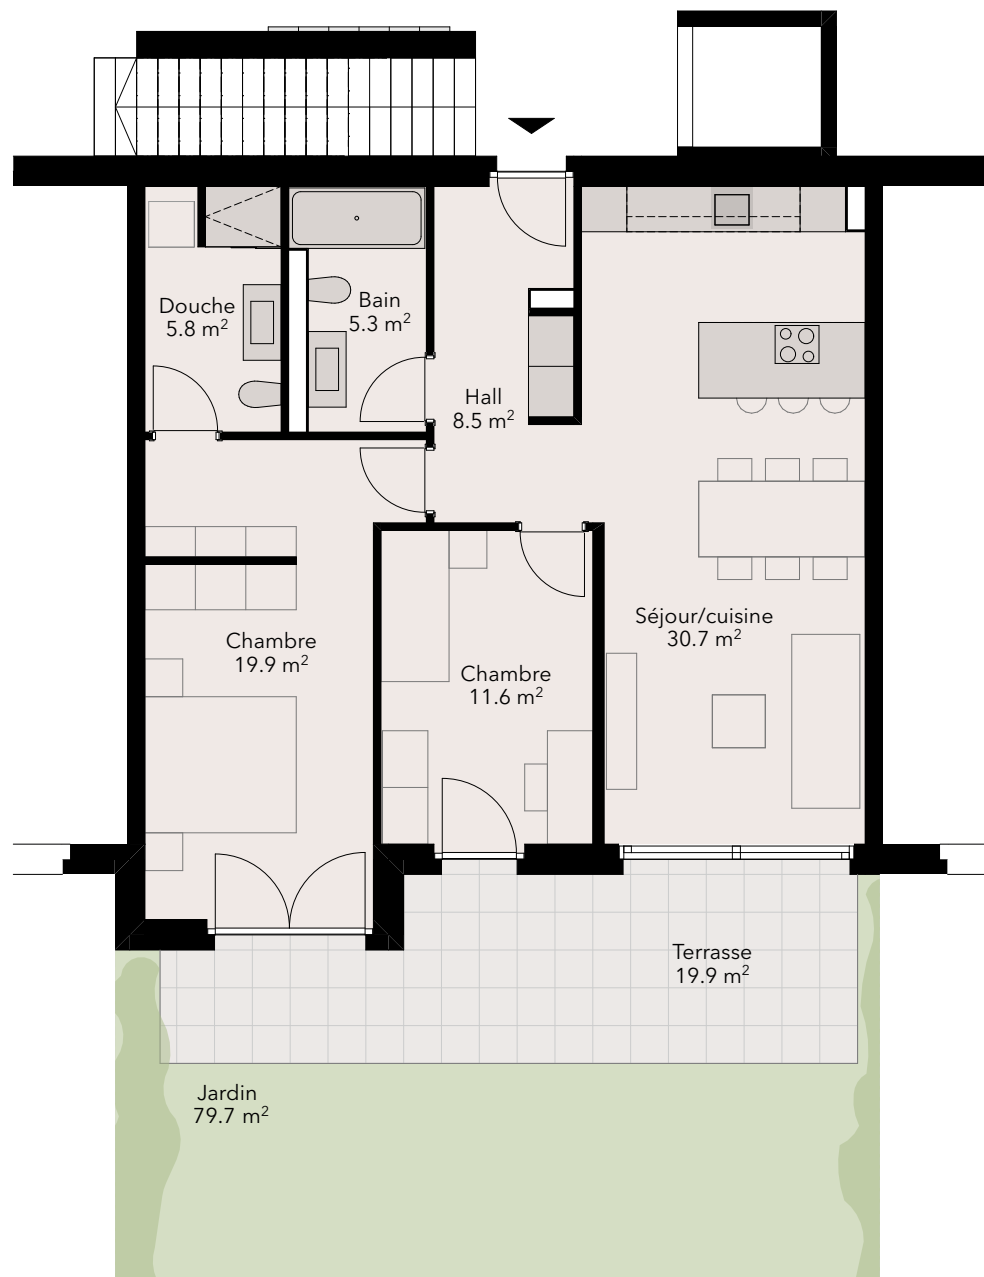 Douche
5.8 m²
Bain
5.3 m²
Hall
8.5 m²
Séjour/cuisine
30.7 m²
Chambre
19.9 m²
Chambre
11.6 m²
Terrasse
19.9 m²
Jardin
79.7 m²